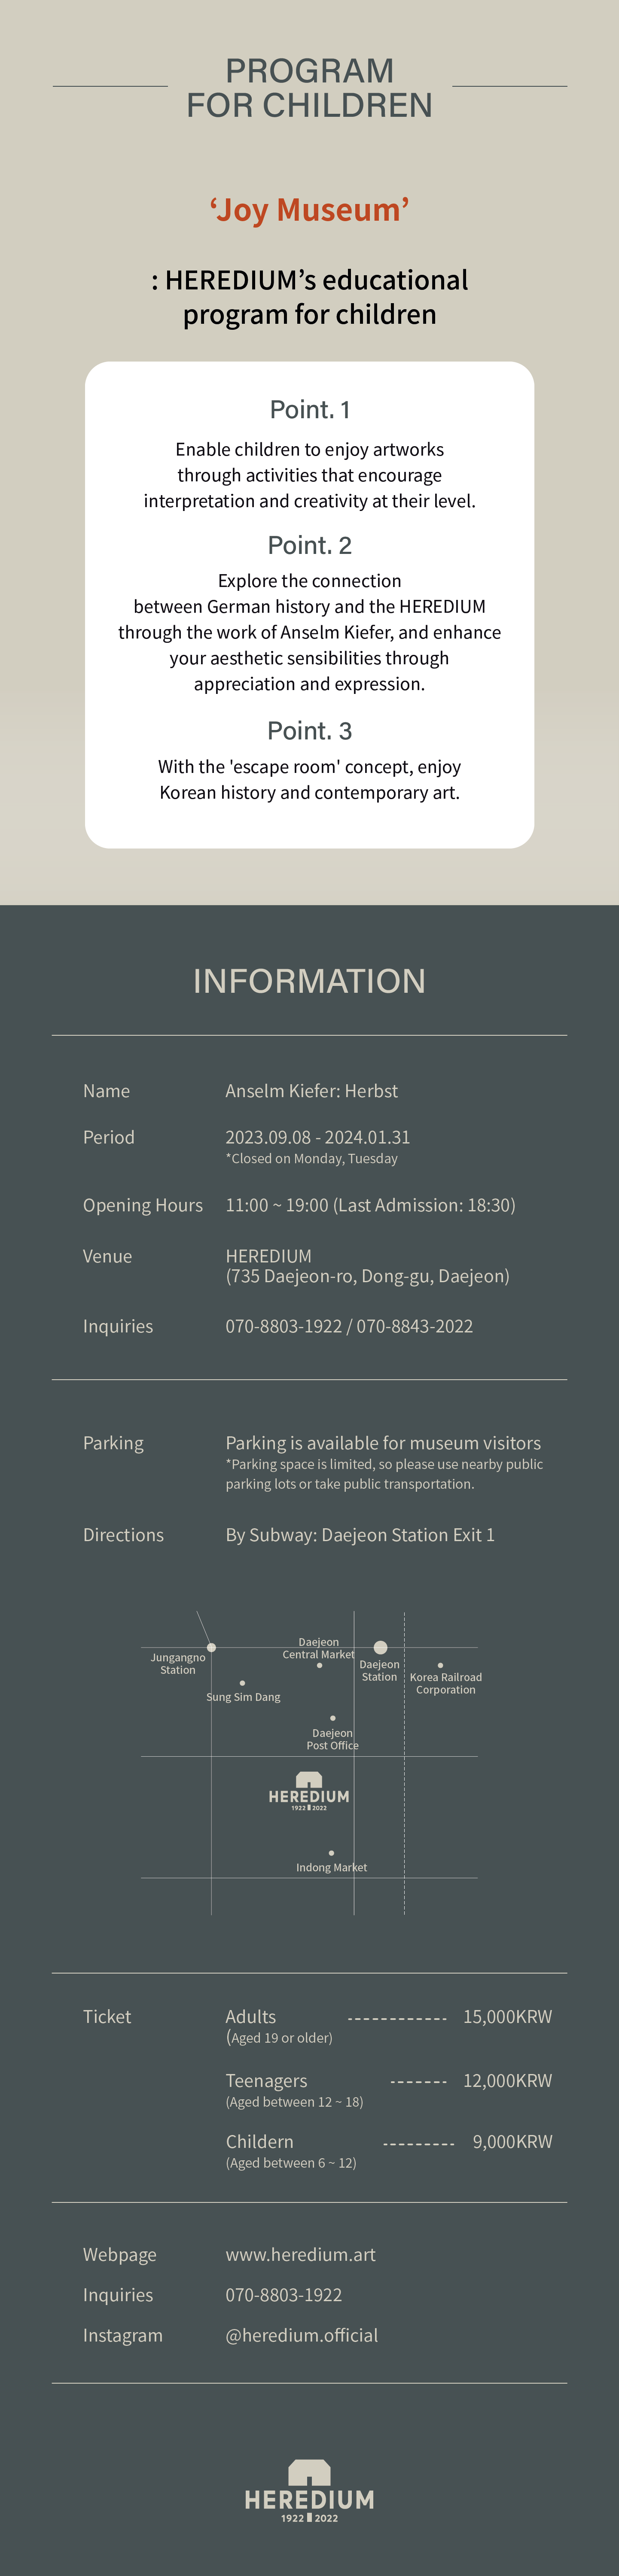 PROGRAM
FOR CHILDREN
‘Joy Museum’
: HEREDIUM’s educational
program for children
Point. 1
Enable children to enjoy artworks
through activities that encourage
interpretation and creativity at their level.
Point. 2
Explore the connection
between German history and the HEREDIUM
through the work of Anselm Kiefer, and enhance
your aesthetic sensibilities through
appreciation and expression.
Point. 3
With the 'escape room' concept, enjoy
Korean history and contemporary art.
INFORMATION
Name Anselm Kiefer: Herbst
Period 2023.09.08 - 2024.01.31
*Closed on Monday, Tuesday
Opening Hours 11:00 ~ 19:00 (Last Admission: 18:30)
Venue HEREDIUM
(735 Daejeon-ro, Dong-gu, Daejeon)
Inquiries 070-8803-1922 / 070-8843-2022
Parking Parking is available for museum visitors
*Parking space is limited, so please use nearby public
parking lots or take public transportation.
Directions By Subway: Daejeon Station Exit 1
Jungangno
Station
Daejeon
Central Market
Daejeon
Station
Korea Railroad
Corporation
Sung Sim Dang
Daejeon
Post Office
HEREDIUM
1922 2022
Indong Market
Ticket Adults ------------ 15,000KRW
(Aged 19 or older)
Teenagers ------- 12,000KRW
(Aged between 12 ~ 18)
Childern --------- 9,000KRW
(Aged between 6 ~ 12)
Webpage www.heredium.art
Inquiries 070-8803-1922
Instagram @heredium.official
HEREDIUM
1922 2022